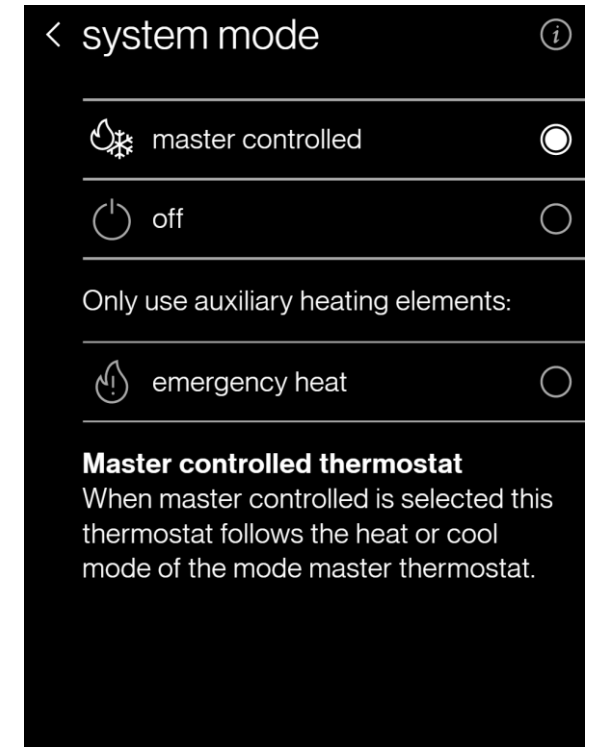 system mode
master controlled
off
Only use auxiliary heating elements:
emergency heat
Master controlled thermostat
When master controlled is selected this
thermostat follows the heat or cool
mode of the mode master thermostat.